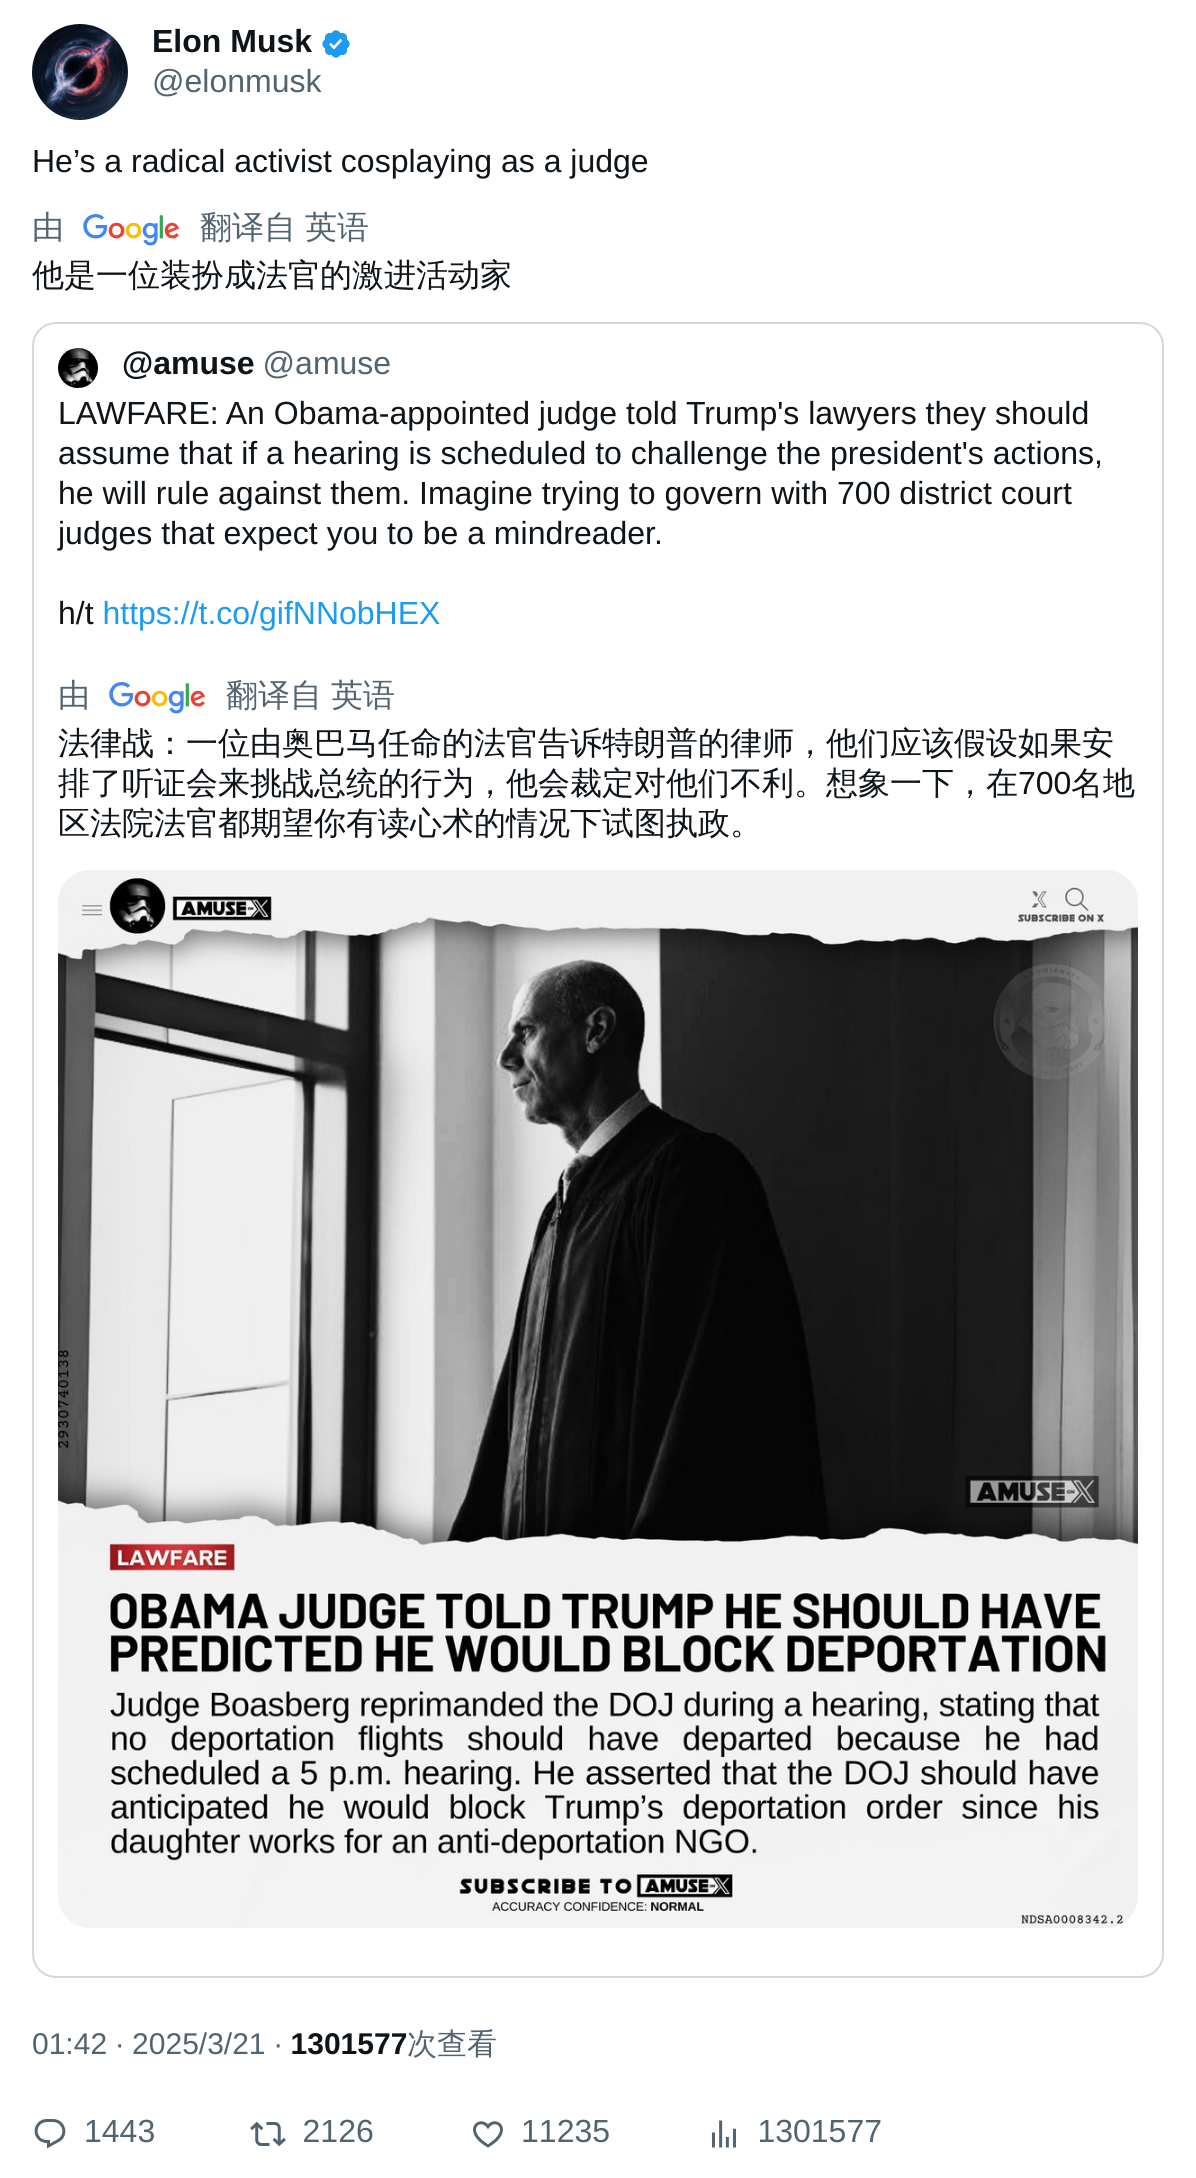 Elon Musk
@elonmusk
He’s a radical activist cosplaying as a judge
由 Google 翻译自 英语
他是一位装扮成法官的激进活动家
@amuse @amuse
LAWFARE: An Obama-appointed judge told Trump's lawyers they should
assume that if a hearing is scheduled to challenge the president's actions,
he will rule against them. Imagine trying to govern with 700 district court
judges that expect you to be a mindreader.
h/t https://t.co/gifNNobHEX
由 Google 翻译自 英语
法律战：一位由奥巴马任命的法官告诉特朗普的律师，他们应该假设如果安
排了听证会来挑战总统的行为，他会裁定对他们不利。想象一下，在700名地
区法院法官都期望你有读心术的情况下试图执政。
AMUSE ON X
X
SUBSCRIBE ON X
2930740138
AMUSE ON X
LAWFARE
OBAMA JUDGE TOLD TRUMP HE SHOULD HAVE
PREDICTED HE WOULD BLOCK DEPORTATION
Judge Boasberg reprimanded the DOJ during a hearing, stating that
no deportation flights should have departed because he had
scheduled a 5 p.m. hearing. He asserted that the DOJ should have
anticipated he would block Trump’s deportation order since his
daughter works for an anti-deportation NGO.
SUBSCRIBE TO AMUSE ON X
ACCURACY CONFIDENCE: NORMAL
NDSA0008342.2
01:42 · 2025/3/21 · 1301577次查看
1443 2126 11235 1301577